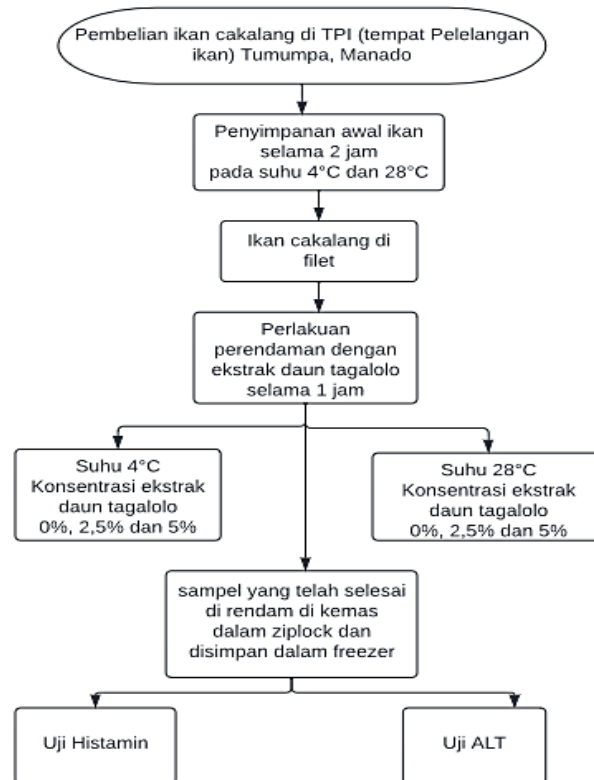 Pembelian ikan cakalang di TPI (tempat Pelelangan
ikan) Tumumpa, Manado
Penyimpanan awal ikan
selama 2 jam
pada suhu 4°C dan 28°C
Ikan cakalang di
filet
Perlakuan
perendaman dengan
ekstrak daun tagalolo
selama 1 jam
Suhu 4°C
Konsentrasi ekstrak
daun tagalolo
0%, 2,5% dan 5%
Suhu 28°C
Konsentrasi ekstrak
daun tagalolo
0%, 2,5% dan 5%
sampel yang telah selesai
di rendam di kemas
dalam ziplock dan
disimpan dalam freezer
Uji Histamin
Uji ALT